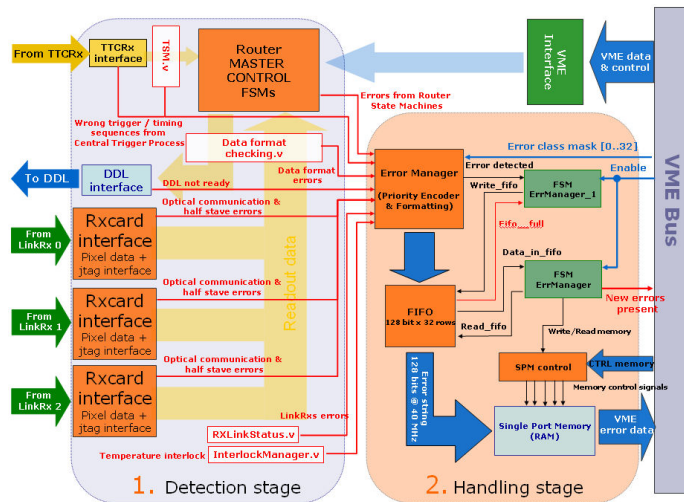 From TTCRx
TTCRx
interface
TSM.v
Router
MASTER
CONTROL
FSMs
VME
Interface
VME data
& control
VME Bus
Errors from Router
State Machines
Wrong trigger / timing
sequences from
Central Trigger Process
Data format
checking.v
Data format
errors
To DDL
DDL
interface
DDL not ready
Error Manager
(Priority Encoder
& Formatting)
Error class mask [0..32]
Error detected
Enable
Write_fifo
FSM
ErrManager_1
Fifo_full
Optical communication &
half stave errors
Rxcard
interface
Pixel data +
jtag interface
From
LinkRx 0
Readout data
Data_in_fifo
FSM
ErrManager
New errors
present
FIFO
128 bit x 32 rows
Read_fifo
Write/Read memory
Optical communication &
half stave errors
Rxcard
interface
Pixel data +
jtag interface
From
LinkRx 1
Optical communication &
half stave errors
Rxcard
interface
Pixel data +
jtag interface
From
LinkRx 2
SPM control
CTRL memory
Memory control signals
Error string
128 bits @ 40
MHz
LinkRxs errors
RXLinkStatus.v
Single Port Memory
(RAM)
VME
error data
Temperature interlock
InterlockManager.v
1. Detection stage
2. Handling stage